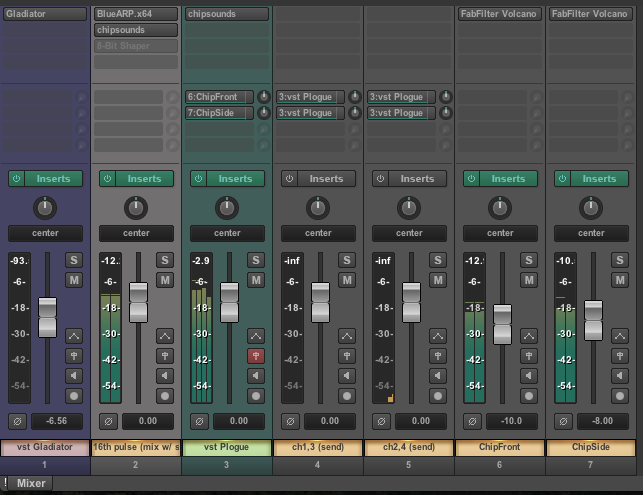 Gladiator BlueARP.x64 chipsounds FabFilter Volcano FabFilter Volcano
chipsounds
8-Bit Shaper
6:ChipFront 3:vst Plogue 3:vst Plogue
7:ChipSide 3:vst Plogue 3:vst Plogue
Inserts Inserts Inserts Inserts Inserts Inserts Inserts
center center center center center center center
-93. -12. -2.9 -inf -inf -12. -10.
S S S S S S S
-6- -6- -6- -6- -6- -6- -6-
M M M M M M M
-18- -18- -18- -18- -18- -18- -18-
-30- -30- -30- -30- -30- -30- -30-
-42- -42- -42- -42- -42- -42- -42-
-54- -54- -54- -54- -54- -54- -54-
-6.56 0.00 0.00 0.00 0.00 -10.0 -8.00
vst Gladiator 16th pulse (mix w/ s vst Plogue ch1,3 (send) ch2,4 (send) ChipFront ChipSide
1 2 3 4 5 6 7
! Mixer